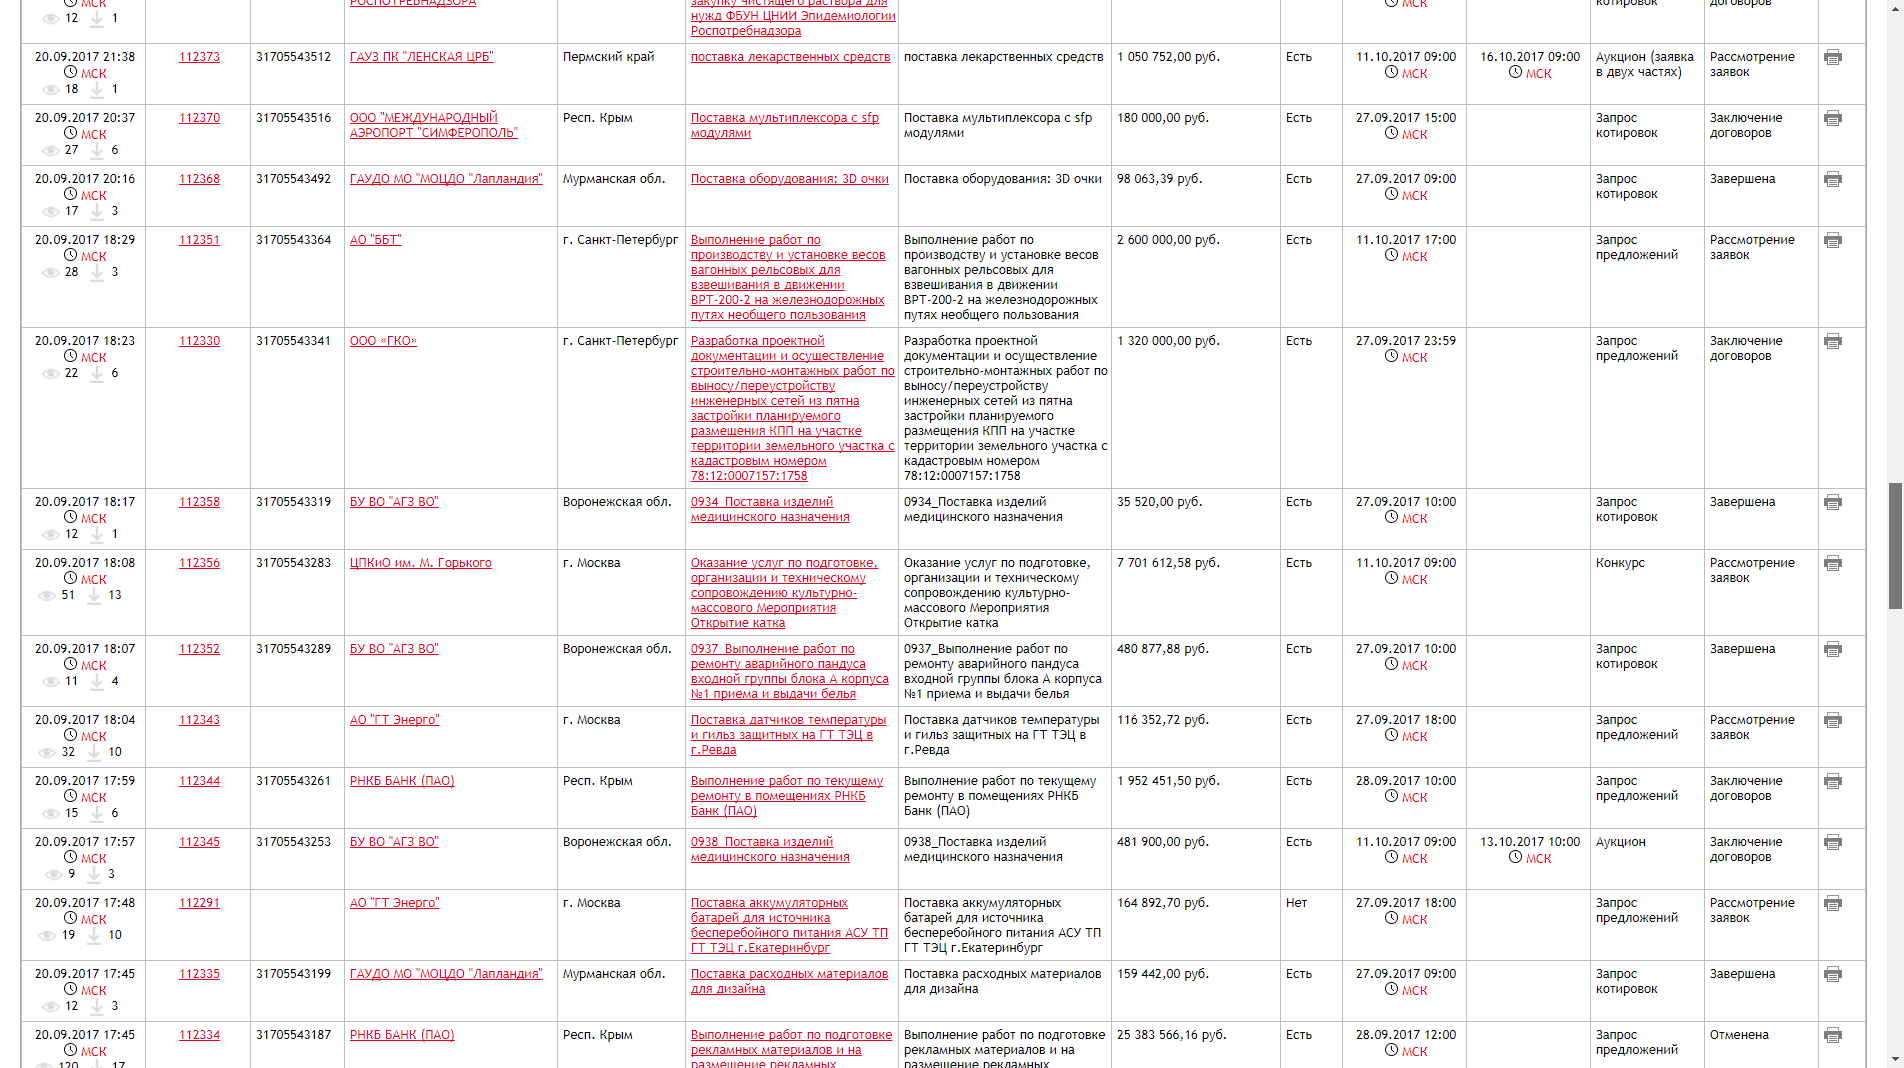 РОСПОТРЕБНАДЗОРА
закупку чистящего раствора для
нужд ФБУН ЦНИИ Эпидемиологии
Роспотребнадзора
МСК
котировок
договоров
12 1
20.09.2017 21:38 МСК 18 1
112373
31705543512
ГАУЗ ПК "ЛЕНСКАЯ ЦРБ"
Пермский край
поставка лекарственных средств
поставка лекарственных средств
1 050 752,00 руб.
Есть
11.10.2017 09:00
МСК
16.10.2017 09:00
МСК
Аукцион (заявка
в двух частях)
Рассмотрение
заявок
20.09.2017 20:37
МСК
27 6
112370
31705543516
ООО "МЕЖДУНАРОДНЫЙ
АЭРОПОРТ "СИМФЕРОПОЛЬ"
Респ. Крым
Поставка мультиплексора с sfp
модулями
Поставка мультиплексора с sfp
модулями
180 000,00 руб.
Есть
27.09.2017 15:00
МСК
Запрос
котировок
Заключение
договоров
20.09.2017 20:16
МСК
17 3
112368
31705543492
ГАУДО МО "МОЦДО "Лапландия"
Мурманская обл.
Поставка оборудования: 3D очки
Поставка оборудования: 3D очки
98 063,39 руб.
Есть
27.09.2017 09:00
МСК
Запрос
котировок
Завершена
20.09.2017 18:29
МСК
28 3
112351
31705543364
АО "ББТ"
г. Санкт-Петербург
Выполнение работ по
производству и установке весов
вагонных рельсовых для
взвешивания в движении
ВРТ-200-2 на железнодорожных
путях необщего пользования
Выполнение работ по
производству и установке весов
вагонных рельсовых для
взвешивания в движении
ВРТ-200-2 на железнодорожных
путях необщего пользования
2 600 000,00 руб.
Есть
11.10.2017 17:00
МСК
Запрос
предложений
Рассмотрение
заявок
20.09.2017 18:23
МСК
22 6
112330
31705543341
ООО «ГКО»
г. Санкт-Петербург
Разработка проектной
документации и осуществление
строительно-монтажных работ по
выносу/переустройству
инженерных сетей из пятна
застройки планируемого
размещения КПП на участке
территории земельного участка с
кадастровым номером
78:12:0007157:1758
Разработка проектной
документации и осуществление
строительно-монтажных работ по
выносу/переустройству
инженерных сетей из пятна
застройки планируемого
размещения КПП на участке
территории земельного участка с
кадастровым номером
78:12:0007157:1758
1 320 000,00 руб.
Есть
27.09.2017 23:59
МСК
Запрос
предложений
Заключение
договоров
20.09.2017 18:17
МСК
12 1
112358
31705543319
БУ ВО "АГЗ ВО"
Воронежская обл.
0934_Поставка изделий
медицинского назначения
0934_Поставка изделий
медицинского назначения
35 520,00 руб.
Есть
27.09.2017 10:00
МСК
Запрос
котировок
Завершена
20.09.2017 18:08
МСК
51 13
112356
31705543283
ЦПКиО им. М. Горького
г. Москва
Оказание услуг по подготовке,
организации и техническому
сопровождению культурно-
массового Мероприятия
Открытие катка
Оказание услуг по подготовке,
организации и техническому
сопровождению культурно-
массового Мероприятия
Открытие катка
7 701 612,58 руб.
Есть
11.10.2017 09:00
МСК
Конкурс
Рассмотрение
заявок
20.09.2017 18:07
МСК
11 4
112352
31705543289
БУ ВО "АГЗ ВО"
Воронежская обл.
0937_Выполнение работ по
ремонту аварийного пандуса
входной группы блока А корпуса
№1 приема и выдачи белья
0937_Выполнение работ по
ремонту аварийного пандуса
входной группы блока А корпуса
№1 приема и выдачи белья
480 877,88 руб.
Есть
27.09.2017 10:00
МСК
Запрос
котировок
Завершена
20.09.2017 18:04
МСК
32 10
112343
АО "ГТ Энерго"
г. Москва
Поставка датчиков температуры
и гильз защитных на ГТ ТЭЦ в
г.Ревда
Поставка датчиков температуры
и гильз защитных на ГТ ТЭЦ в
г.Ревда
116 352,72 руб.
Есть
27.09.2017 18:00
МСК
Запрос
предложений
Рассмотрение
заявок
20.09.2017 17:59
МСК
15 6
112344
31705543261
РНКБ БАНК (ПАО)
Респ. Крым
Выполнение работ по текущему
ремонту в помещениях РНКБ
Банк (ПАО)
Выполнение работ по текущему
ремонту в помещениях РНКБ
Банк (ПАО)
1 952 451,50 руб.
Есть
28.09.2017 10:00
МСК
Запрос
предложений
Заключение
договоров
20.09.2017 17:57
МСК
9 3
112345
31705543253
БУ ВО "АГЗ ВО"
Воронежская обл.
0938_Поставка изделий
медицинского назначения
0938_Поставка изделий
медицинского назначения
481 900,00 руб.
Есть
11.10.2017 09:00
МСК
13.10.2017 10:00
МСК
Аукцион
Заключение
договоров
20.09.2017 17:48
МСК
19 10
112291
АО "ГТ Энерго"
г. Москва
Поставка аккумуляторных
батарей для источника
бесперебойного питания АСУ ТП
ГТ ТЭЦ г.Екатеринбург
Поставка аккумуляторных
батарей для источника
бесперебойного питания АСУ ТП
ГТ ТЭЦ г.Екатеринбург
164 892,70 руб.
Нет
27.09.2017 18:00
МСК
Запрос
предложений
Рассмотрение
заявок
20.09.2017 17:45
МСК
12 3
112335
31705543199
ГАУДО МО "МОЦДО "Лапландия"
Мурманская обл.
Поставка расходных материалов
для дизайна
Поставка расходных материалов
для дизайна
159 442,00 руб.
Есть
27.09.2017 09:00
МСК
Запрос
котировок
Завершена
20.09.2017 17:45
МСК
120 17
112334
31705543187
РНКБ БАНК (ПАО)
Респ. Крым
Выполнение работ по подготовке
рекламных материалов и на
размещение рекламных
Выполнение работ по подготовке
рекламных материалов и на
размещение рекламных
25 383 566,16 руб.
Есть
28.09.2017 12:00
МСК
Запрос
предложений
Отменена